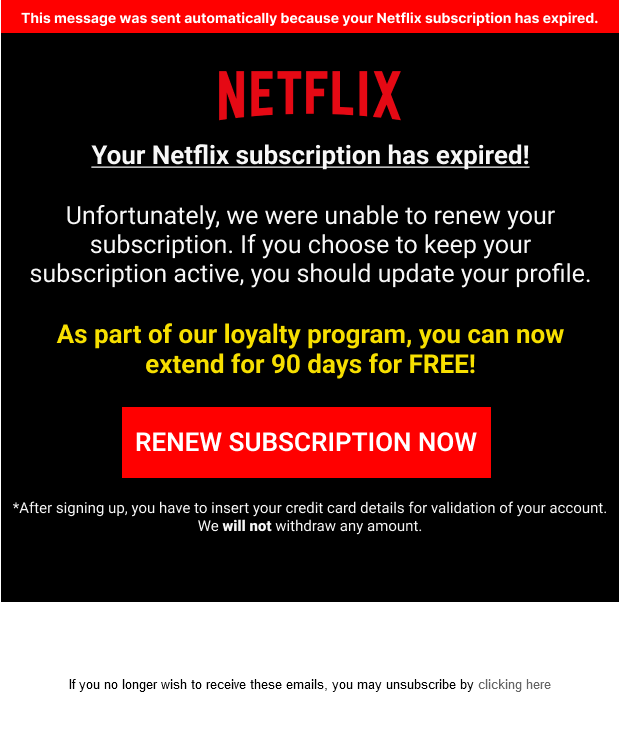 This message was sent automatically because your Netflix subscription has expired.
NETFLIX
Your Netflix subscription has expired!
Unfortunately, we were unable to renew your
subscription. If you choose to keep your
subscription active, you should update your profile.
As part of our loyalty program, you can now
extend for 90 days for FREE!
RENEW SUBSCRIPTION NOW
*After signing up, you have to insert your credit card details for validation of your account.
We will not withdraw any amount.
If you no longer wish to receive these emails, you may unsubscribe by clicking here